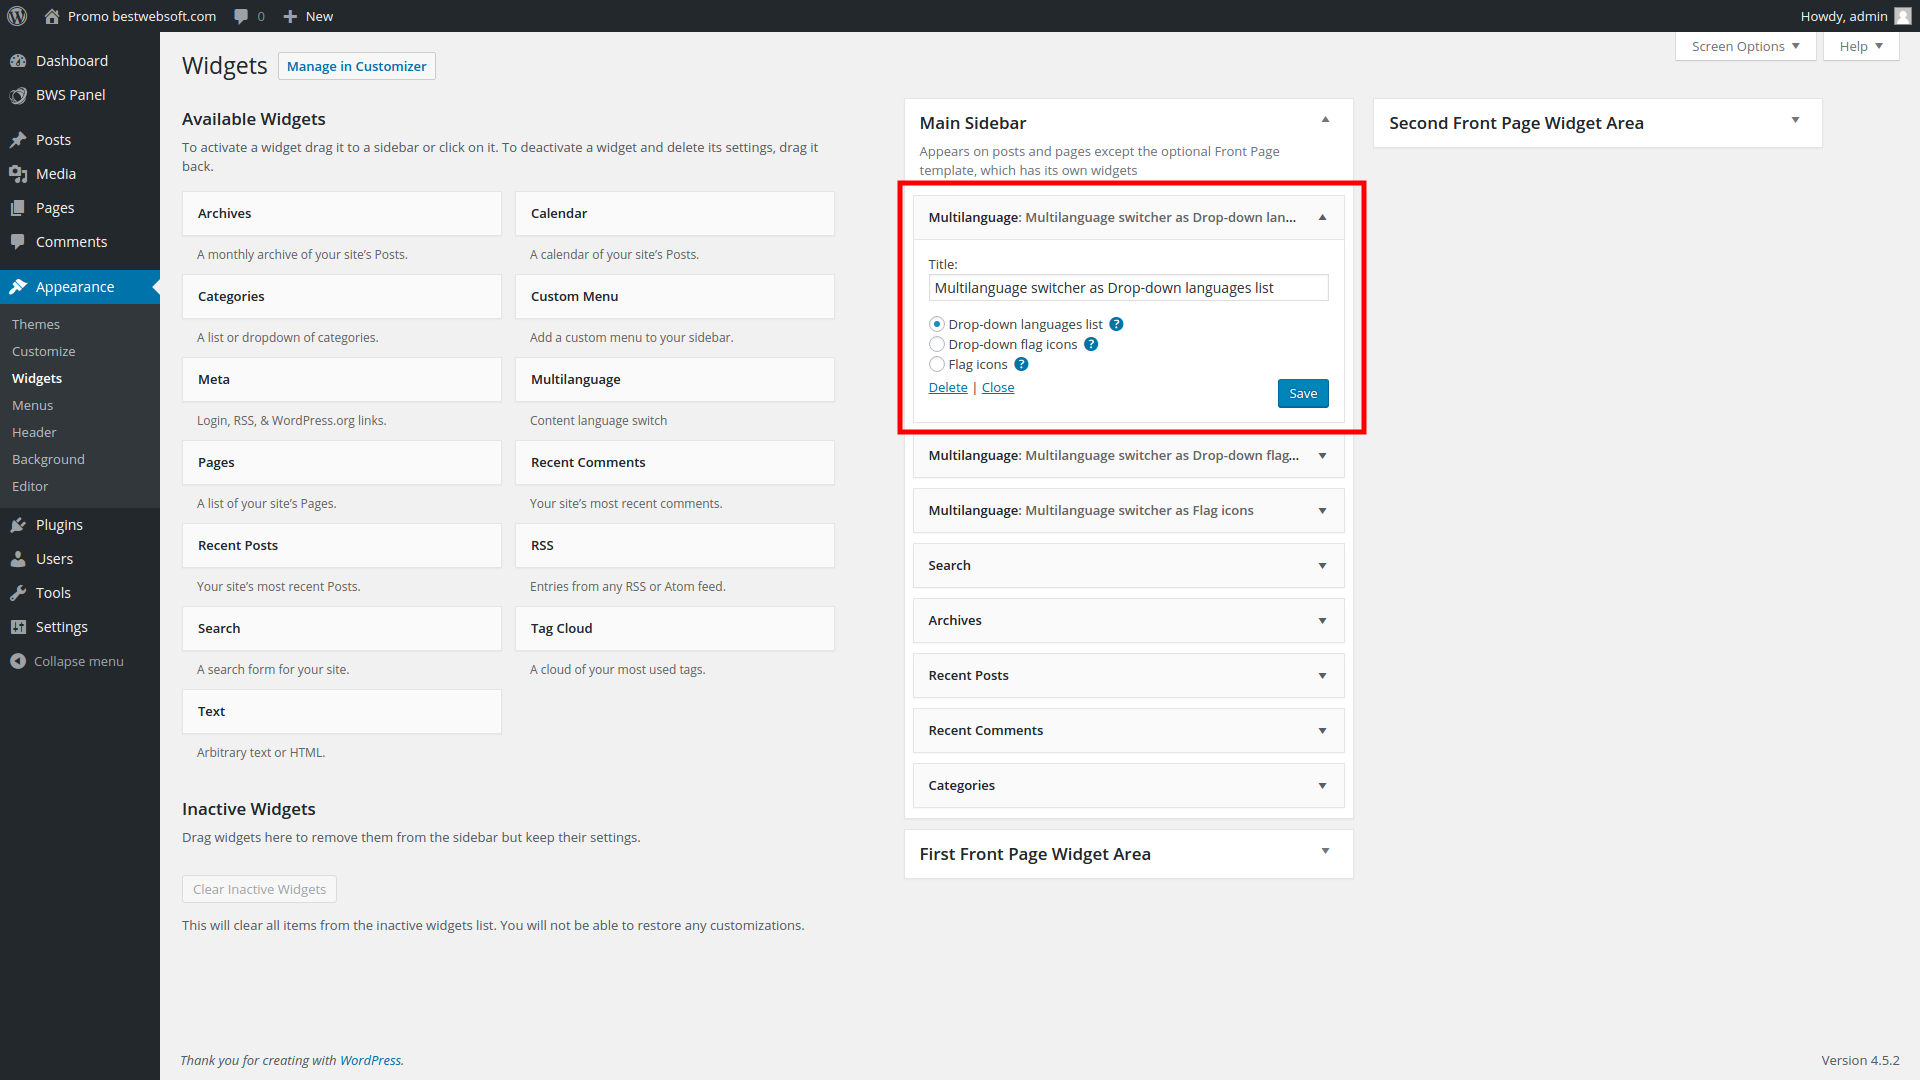 Promo bestwebsoft.com
0
New
Howdy, admin
Dashboard
BWS Panel
Posts
Media
Pages
Comments
Appearance
Themes
Customize
Widgets
Menus
Header
Background
Editor
Plugins
Users
Tools
Settings
Collapse menu
Screen Options
Help
Widgets
Manage in Customizer
Available Widgets
To activate a widget drag it to a sidebar or click on it. To deactivate a widget and delete its settings, drag it
back.
Archives
A monthly archive of your site's Posts.
Calendar
A calendar of your site's Posts.
Categories
A list or dropdown of categories.
Custom Menu
Add a custom menu to your sidebar.
Meta
Login, RSS, & WordPress.org links.
Multilanguage
Content language switch
Pages
A list of your site's Pages.
Recent Comments
Your site's most recent comments.
Recent Posts
Your site's most recent Posts.
RSS
Entries from any RSS or Atom feed.
Search
A search form for your site.
Tag Cloud
A cloud of your most used tags.
Text
Arbitrary text or HTML.
Inactive Widgets
Drag widgets here to remove them from the sidebar but keep their settings.
Clear Inactive Widgets
This will clear all items from the inactive widgets list. You will not be able to restore any customizations.
Main Sidebar
Appears on posts and pages except the optional Front Page
template, which has its own widgets
Multilanguage: Multilanguage switcher as Drop-down lan...
Title:
Multilanguage switcher as Drop-down languages list
Drop-down languages list ?
Drop-down flag icons ?
Flag icons ?
Delete | Close
Save
Multilanguage: Multilanguage switcher as Drop-down flag...
Multilanguage: Multilanguage switcher as Flag icons
Search
Archives
Recent Posts
Recent Comments
Categories
First Front Page Widget Area
Second Front Page Widget Area
Thank you for creating with WordPress.
Version 4.5.2